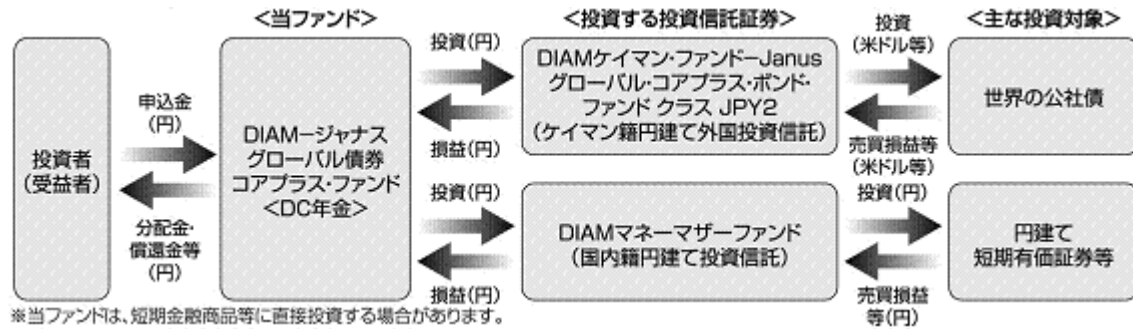 <当ファンド>
<投資する投資信託証券>
<主な投資対象>
投資者
(受益者)
申込金
(円)
分配金・
償還金等
(円)
DIAMージャナス
グローバル債券
コアプラス・ファンド
<DC年金>
投資(円)
損益(円)
投資(円)
損益(円)
DIAMケイマン・ファンドーJanus
グローバル・コアプラス・ボンド・
ファンド クラス JPY2
(ケイマン籍円建て外国投資信託)
DIAMマネーマザーファンド
(国内籍円建て投資信託)
投資
(米ドル等)
売買損益等
(米ドル等)
投資(円)
売買損益
等(円)
世界の公社債
円建て
短期有価証券等
※当ファンドは、短期金融商品等に直接投資する場合があります。